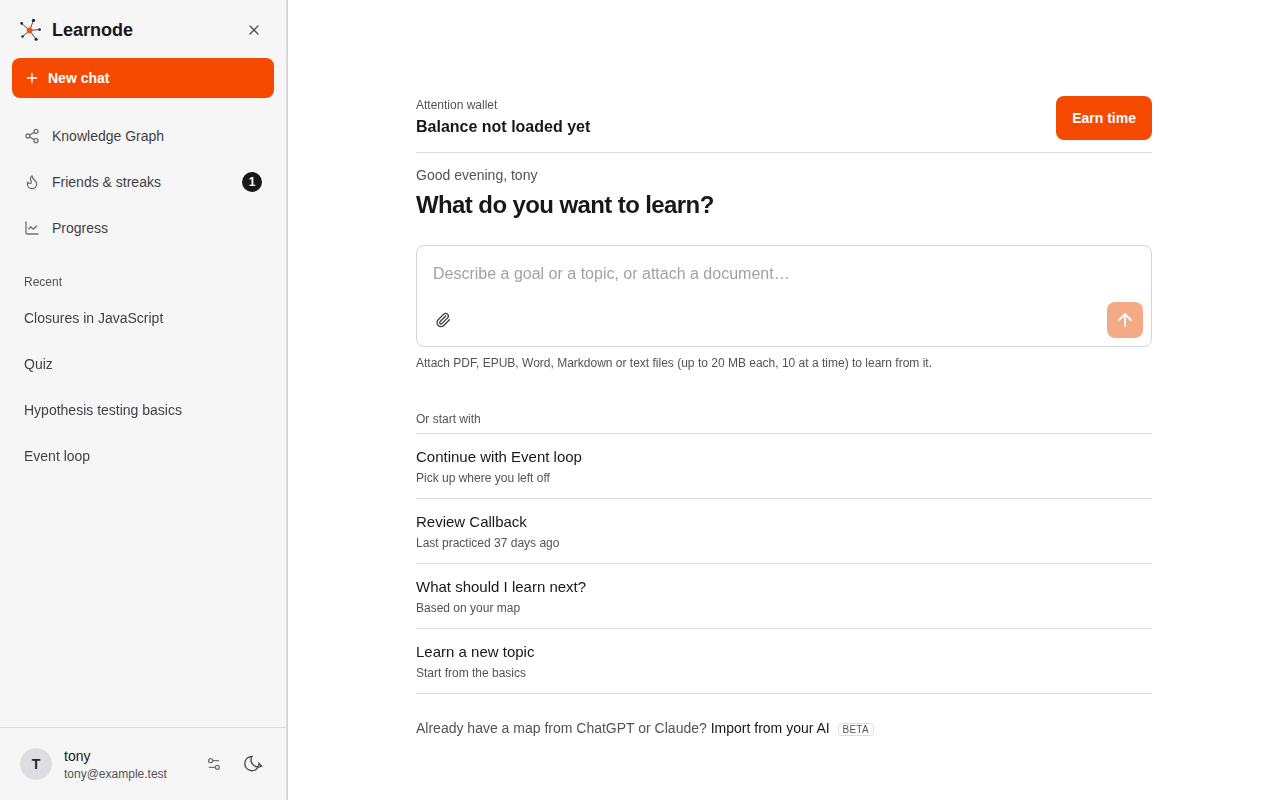 Learnode
New chat
Knowledge Graph
Friends & streaks
1
Progress
Recent
Closures in JavaScript
Quiz
Hypothesis testing basics
Event loop
T
tony
tony@example.test
Attention wallet
Balance not loaded yet
Earn time
Good evening, tony
What do you want to learn?
Describe a goal or a topic, or attach a document…
Attach PDF, EPUB, Word, Markdown or text files (up to 20 MB each, 10 at a time) to learn from it.
Or start with
Continue with Event loop
Pick up where you left off
Review Callback
Last practiced 37 days ago
What should I learn next?
Based on your map
Learn a new topic
Start from the basics
Already have a map from ChatGPT or Claude? Import from your AI BETA